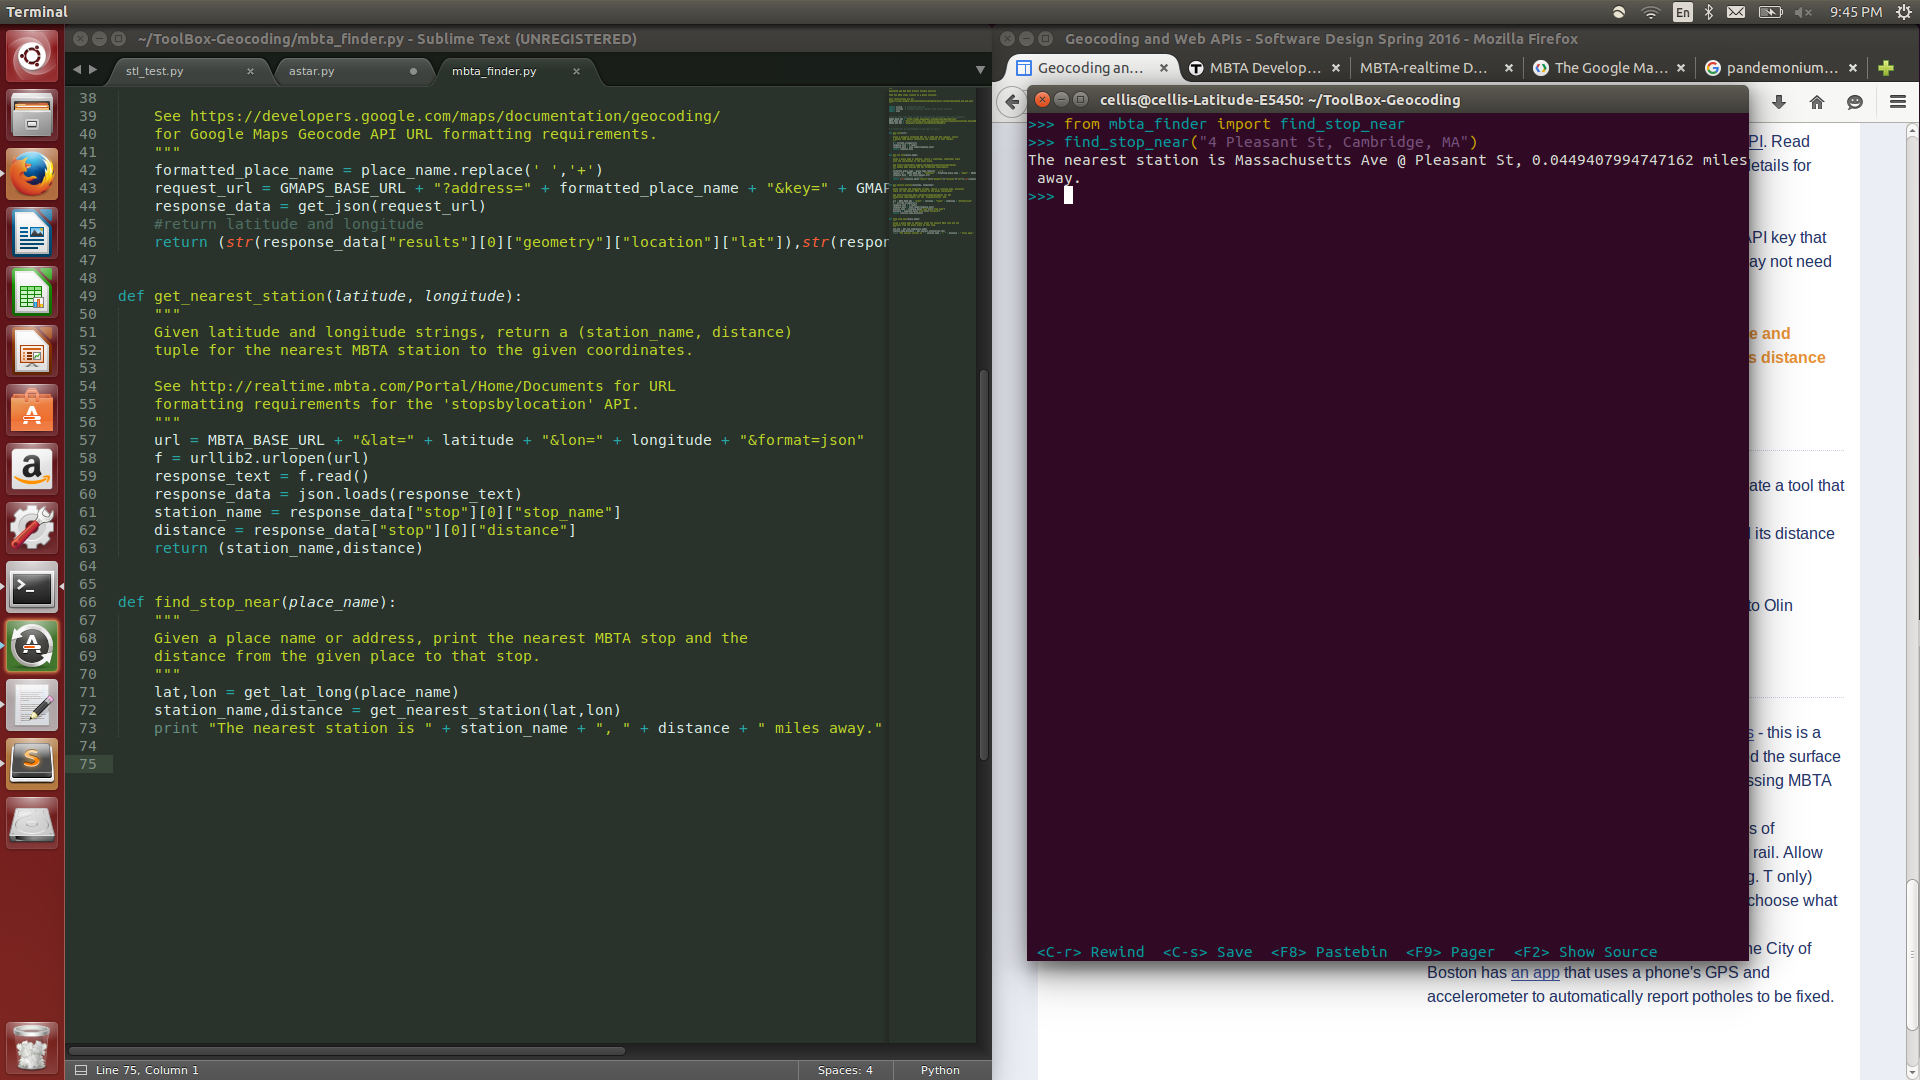 Terminal
En
9:45 PM
~/ToolBox-Geocoding/mbta_finder.py - Sublime Text (UNREGISTERED)
stl_test.py
astar.py
mbta_finder.py
38
39 See https://developers.google.com/maps/documentation/geocoding/
40 for Google Maps Geocode API URL formatting requirements.
41 """
42 formatted_place_name = place_name.replace(' ','+')
43 request_url = GMAPS_BASE_URL + "?address=" + formatted_place_name + "&key=" + GMAP
44 response_data = get_json(request_url)
45 #return latitude and longitude
46 return (str(response_data["results"][0]["geometry"]["location"]["lat"]),str(respon
47
48
49 def get_nearest_station(latitude, longitude):
50 """
51 Given latitude and longitude strings, return a (station_name, distance)
52 tuple for the nearest MBTA station to the given coordinates.
53
54 See http://realtime.mbta.com/Portal/Home/Documents for URL
55 formatting requirements for the 'stopsbylocation' API.
56 """
57 url = MBTA_BASE_URL + "&lat=" + latitude + "&lon=" + longitude + "&format=json"
58 f = urllib2.urlopen(url)
59 response_text = f.read()
60 response_data = json.loads(response_text)
61 station_name = response_data["stop"][0]["stop_name"]
62 distance = response_data["stop"][0]["distance"]
63 return (station_name,distance)
64
65
66 def find_stop_near(place_name):
67 """
68 Given a place name or address, print the nearest MBTA stop and the
69 distance from the given place to that stop.
70 """
71 lat,lon = get_lat_long(place_name)
72 station_name,distance = get_nearest_station(lat,lon)
73 print "The nearest station is " + station_name + ", " + distance + " miles away."
74
75
Line 75, Column 1
Spaces: 4
Python
Geocoding and Web APIs - Software Design Spring 2016 - Mozilla Firefox
Geocoding an...
MBTA Develop...
MBTA-realtime D...
The Google Ma...
pandemonium...
cellis@cellis-Latitude-E5450: ~/ToolBox-Geocoding
>>> from mbta_finder import find_stop_near
>>> find_stop_near("4 Pleasant St, Cambridge, MA")
The nearest station is Massachusetts Ave @ Pleasant St, 0.0449407994747162 miles
away.
>>>
<C-r> Rewind <C-s> Save <F8> Pastebin <F9> Pager <F2> Show Source
PI. Read
details for
API key that
ay not need
e and
s distance
ate a tool that
its distance
to Olin
s - this is a
d the surface
ssing MBTA
s of
rail. Allow
g. T only)
choose what
he City of
Boston has an app that uses a phone's GPS and
accelerometer to automatically report potholes to be fixed.